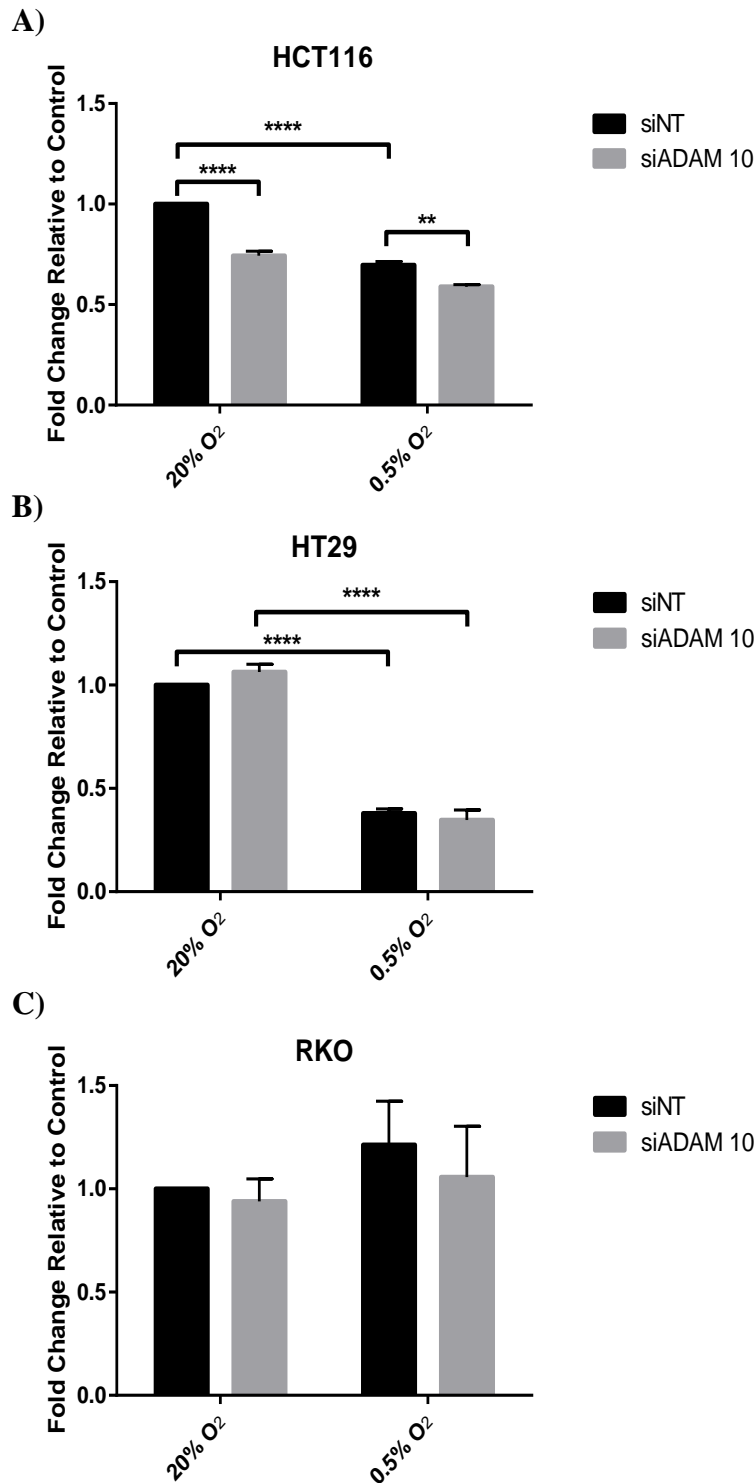 A)
HCT116
Fold Change Relative to Control
1.5
1.0
0.5
0.0
****
****
**
20% O2
0.5% O2
siNT
siADAM 10
B)
HT29
Fold Change Relative to Control
1.5
1.0
0.5
0.0
****
****
20% O2
0.5% O2
siNT
siADAM 10
C)
RKO
Fold Change Relative to Control
1.5
1.0
0.5
0.0
20% O2
0.5% O2
siNT
siADAM 10